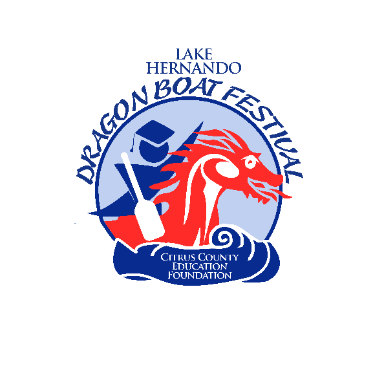 LAKE
HERNANDO
DRAGON BOAT FESTIVAL
CITRUS COUNTY
EDUCATION
FOUNDATION